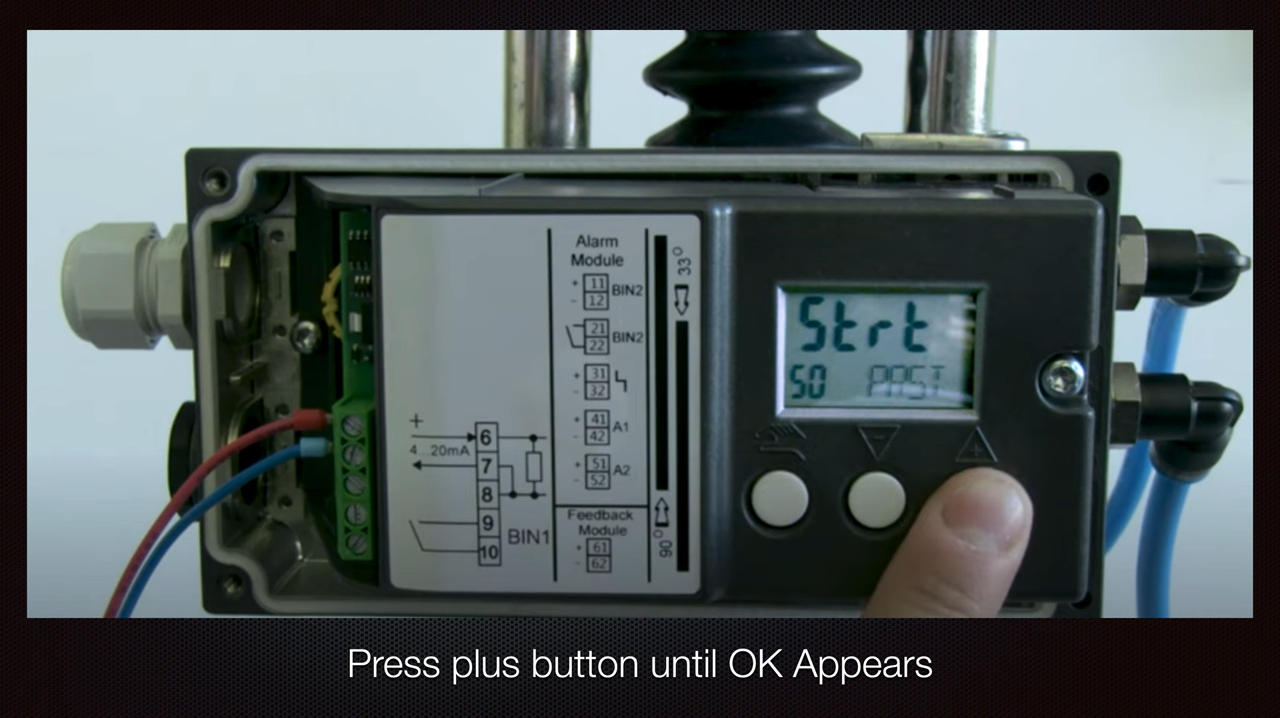 Alarm
Module
+ 11 BIN2
- 12
21 BIN2
22
+ 31
- 32
+ 41 A1
- 42
+ 51 A2
- 52
Feedback
Module
+ 61
- 62
33°
90°
+
4...20mA
6
7
8
9
10
BIN1
Strt
50 PRST
Press plus button until OK Appears